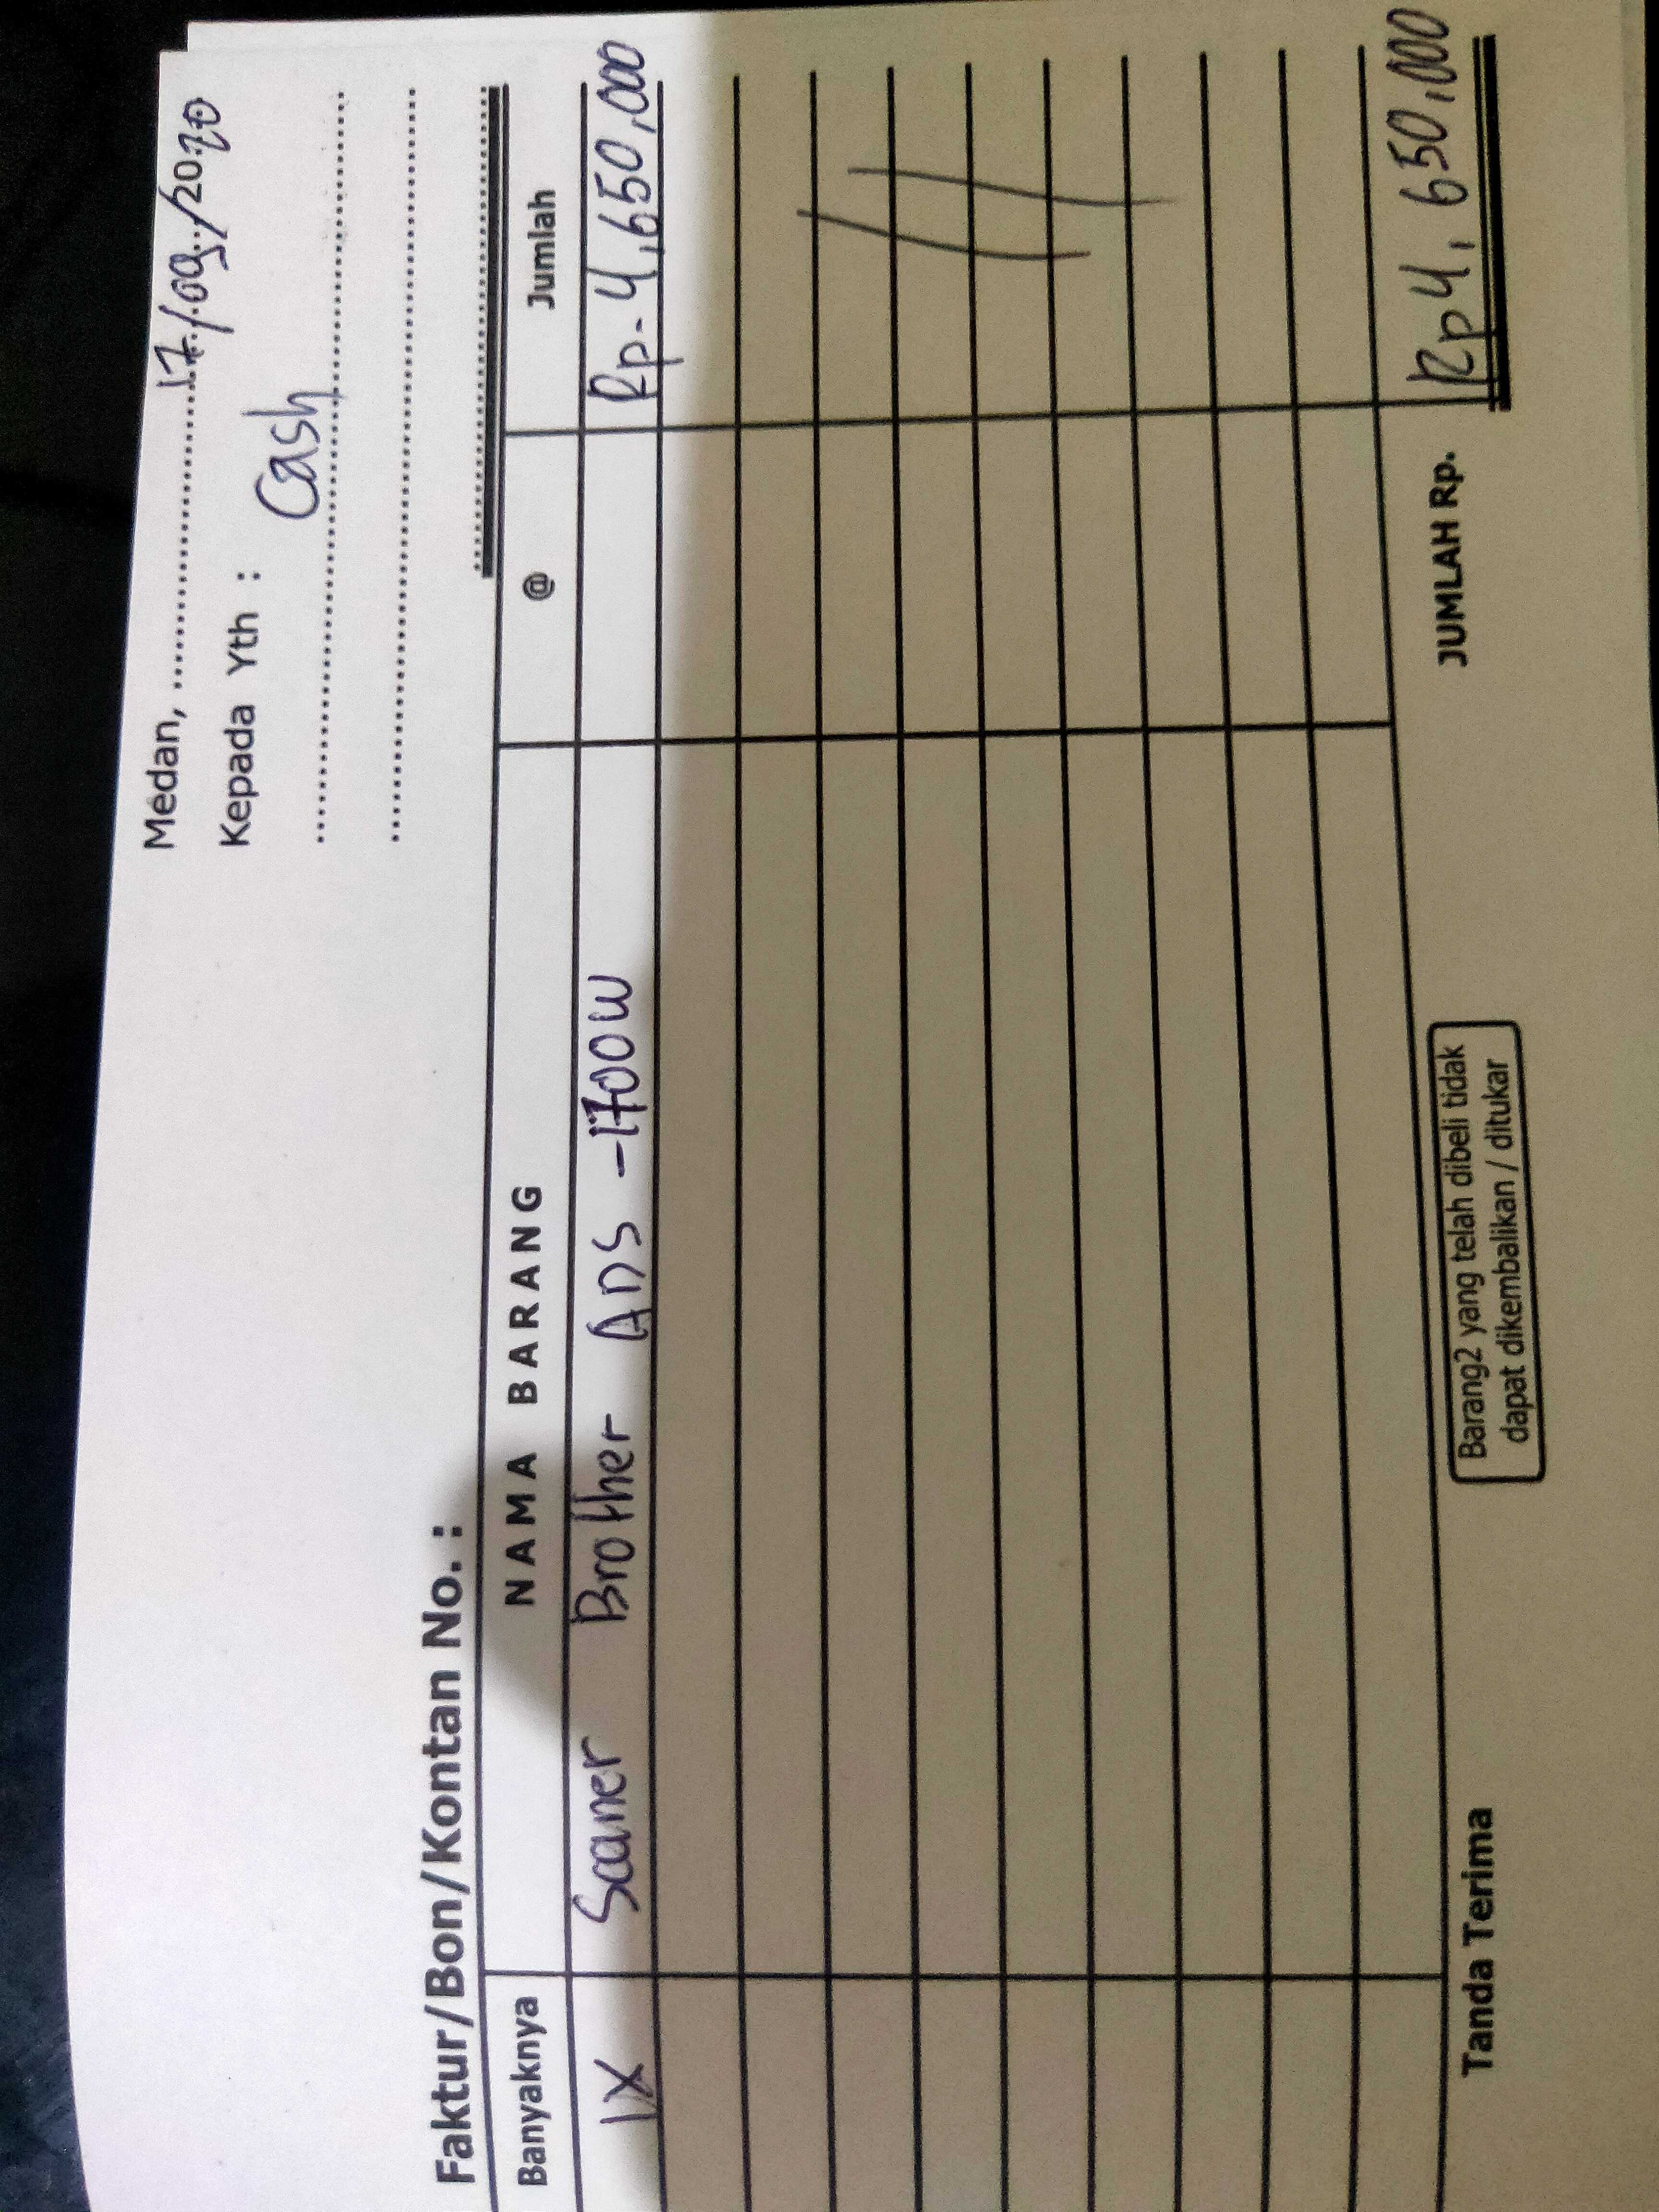 Medan, 17/09/2020
Kepada Yth :
Cash
Faktur/Bon/Kontan No. :
Banyaknya NAMA BARANG @ Jumlah
1X Scaner Brother ADS-1700W Rp. 4,650,000
Tanda Terima
Barang2 yang telah dibeli tidak
dapat dikembalikan / ditukar
JUMLAH Rp. Rp 4,650,000